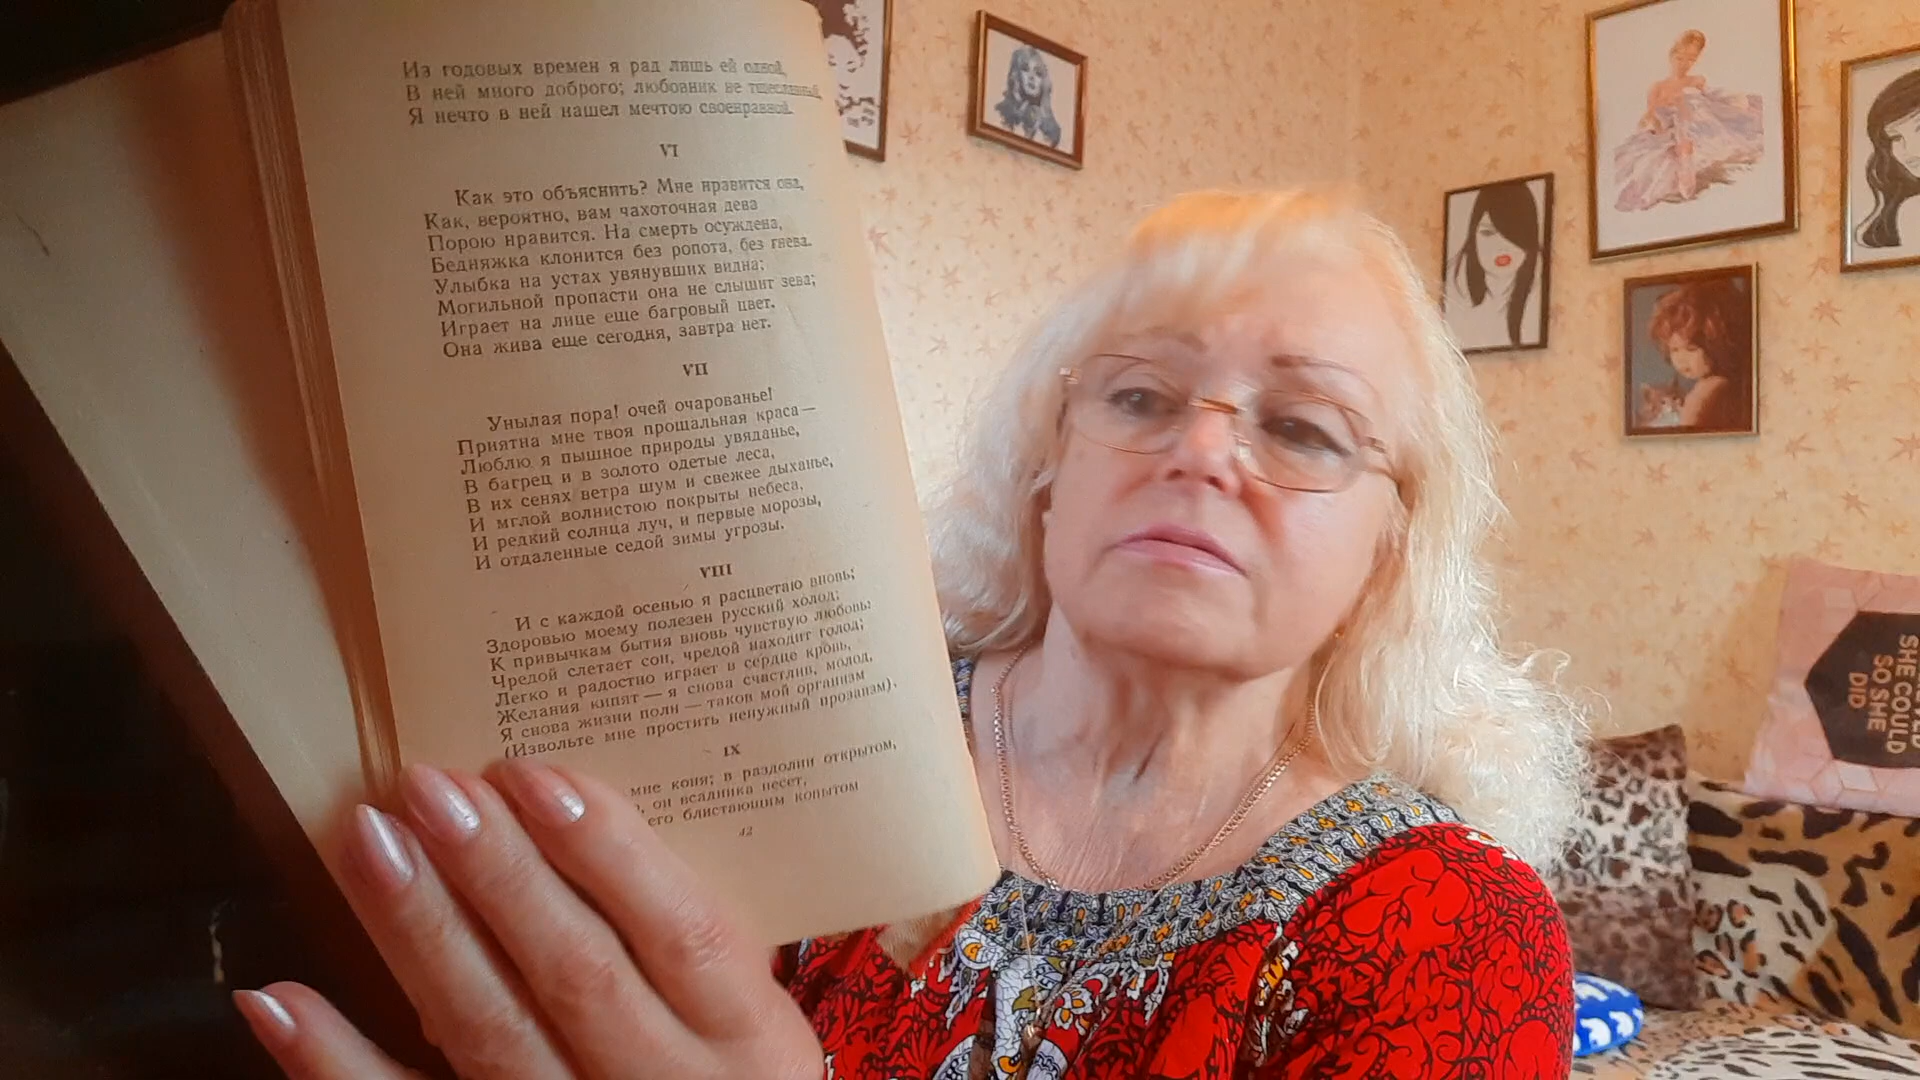 Из годовых времен я рад лишь ей одной,
В ней много доброго; любовник не тщеславный,
Я нечто в ней нашел мечтою своенравной.
VI
Как это объяснить? Мне нравится она,
Как, вероятно, вам чахоточная дева
Порою нравится. На смерть осуждена,
Бедняжка клонится без ропота, без гнева.
Улыбка на устах увянувших видна;
Могильной пропасти она не слышит зева;
Играет на лице еще багровый цвет.
Она жива еще сегодня, завтра нет.
VII
Унылая пора! очей очарованье!
Приятна мне твоя прощальная краса —
Люблю я пышное природы увяданье,
В багрец и в золото одетые леса,
В их сенях ветра шум и свежее дыханье,
И мглой волнистою покрыты небеса,
И редкий солнца луч, и первые морозы,
И отдаленные седой зимы угрозы.
VIII
И с каждой осенью я расцветаю вновь;
Здоровью моему полезен русский холод;
К привычкам бытия вновь чувствую любовь:
Чредой слетает сон, чредой находит голод;
Легко и радостно играет в сердце кровь,
Желания кипят — я снова счастлив, молод,
Я снова жизни полн — таков мой организм
(Извольте мне простить ненужный прозаизм).
IX
мне коня; в раздолии открытом,
он всадника несет,
его блистающим копытом
42
SHE COULD
SO SHE
DID